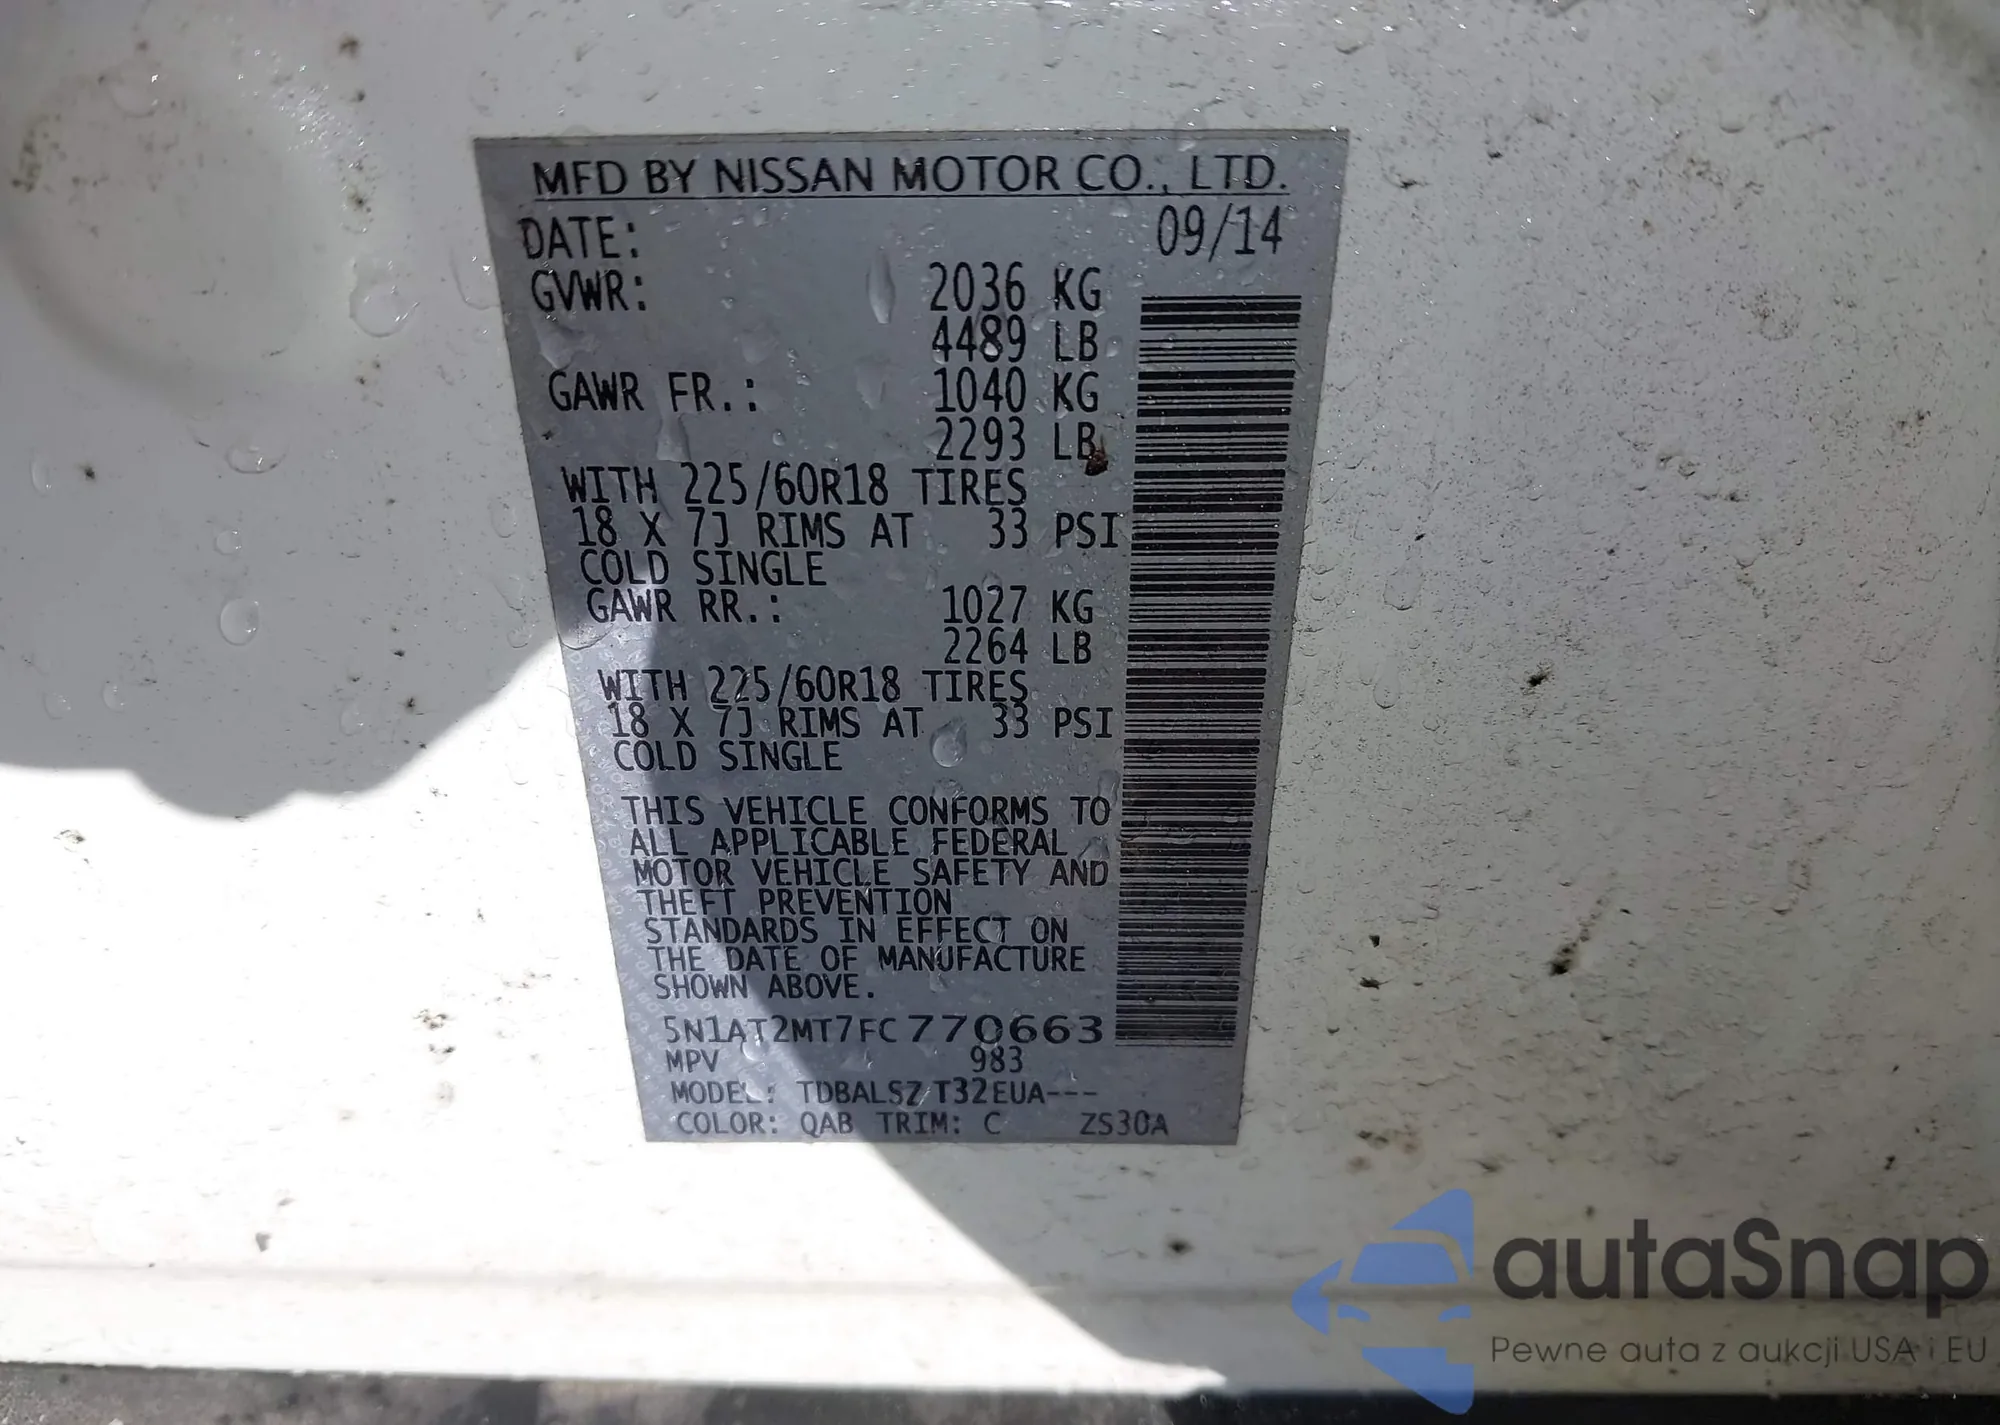 MFD BY NISSAN MOTOR CO., LTD.
DATE: 09/14
GVWR: 2036 KG
4489 LB
GAWR FR.: 1040 KG
2293 LB
WITH 225/60R18 TIRES
18 X 7J RIMS AT 33 PSI
COLD SINGLE
GAWR RR.: 1027 KG
2264 LB
WITH 225/60R18 TIRES
18 X 7J RIMS AT 33 PSI
COLD SINGLE
THIS VEHICLE CONFORMS TO
ALL APPLICABLE FEDERAL
MOTOR VEHICLE SAFETY AND
THEFT PREVENTION
STANDARDS IN EFFECT ON
THE DATE OF MANUFACTURE
SHOWN ABOVE.
5N1AT2MT7FC770663
MPV 983
MODEL: TDBALSZ T32EUA---
COLOR: QAB TRIM: C ZS30A
autaSnap
Pewne auta z aukcji USA i EU